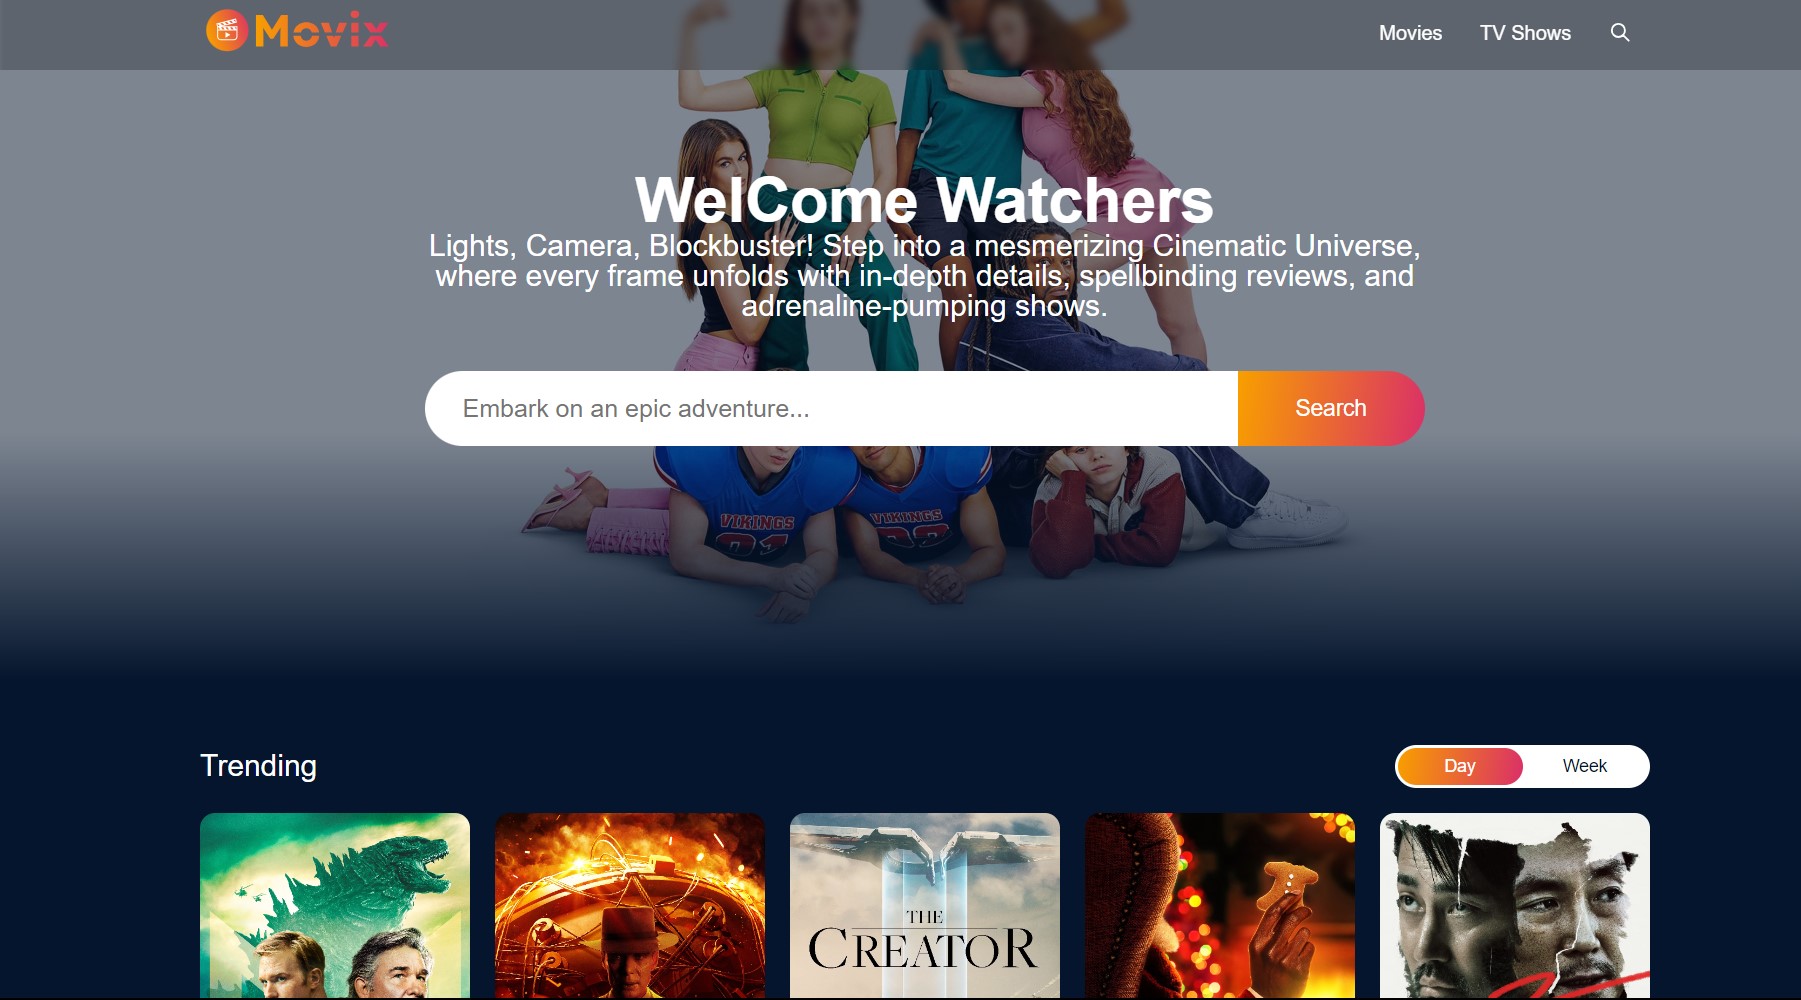 Movix
Movies
TV Shows
WelCome Watchers
Lights, Camera, Blockbuster! Step into a mesmerizing Cinematic Universe,
where every frame unfolds with in-depth details, spellbinding reviews, and
adrenaline-pumping shows.
Embark on an epic adventure...
Search
VIKINGS
VIKINGS
Trending
Day
Week
THE
CREATOR